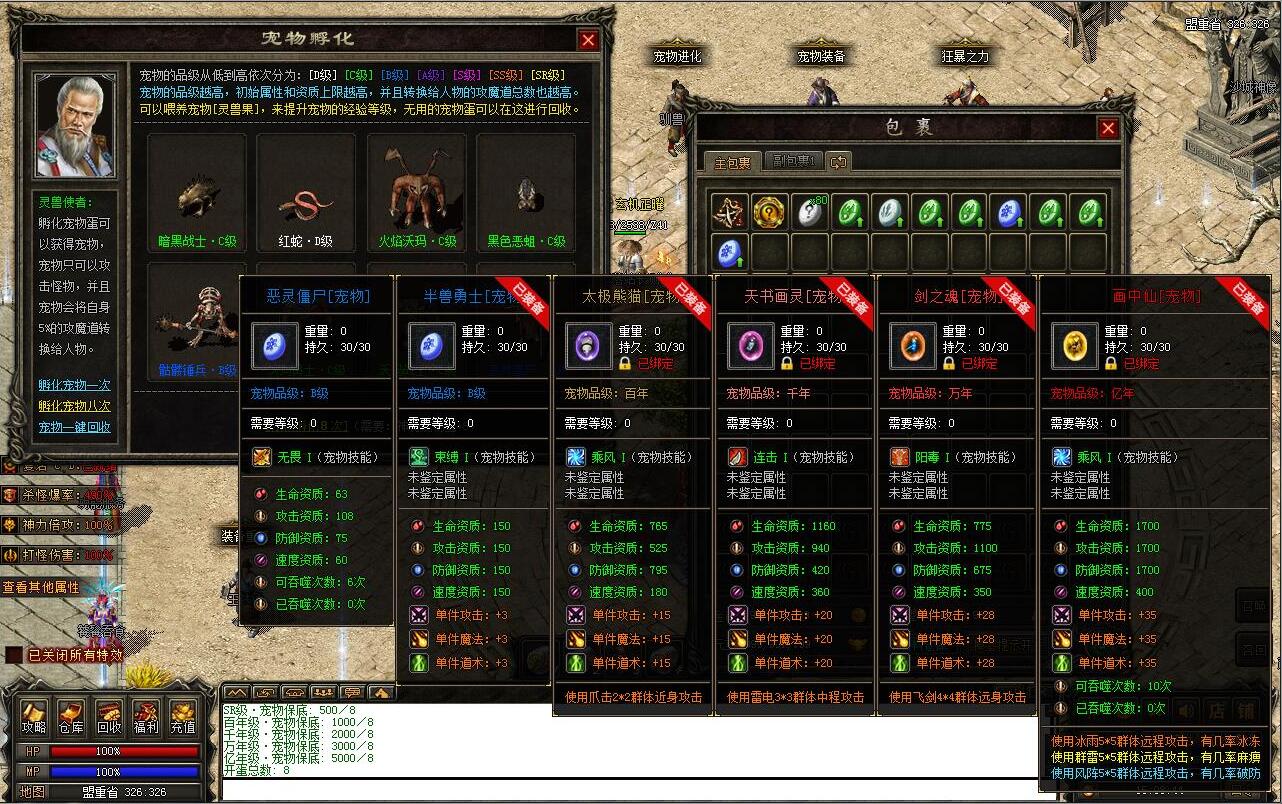 宠物孵化
宠物的品级从低到高依次分为: [D级] [C级] [B级] [A级] [S级] [SS级] [SR级]
宠物的品级越高，初始属性和资质上限越高，并且转换给人物的攻魔道总数也越高。
可以喂养宠物[灵兽果]，来提升宠物的经验等级，无用的宠物蛋可以在这进行回收。
灵兽使者:
孵化宠物蛋可
以获得宠物，
宠物只可以攻
击怪物，并且
宠物会将自身
5%的攻魔道转
换给人物。
孵化宠物一次
孵化宠物八次
宠物一键回收
暗黑战士·C级
红蛇·D级
火焰沃玛·C级
黑色恶蛆·C级
骷髅锤兵·B级
宠物进化
宠物装备
狂暴之力
盟重省 326:326
沙城神像
驯兽
包 裹
主包裹
副包裹1
x80
恶灵僵尸[宠物]
重量: 0
持久: 30/30
宠物品级: B级
需要等级: 0
无畏 I (宠物技能)
生命资质: 63
攻击资质: 108
防御资质: 75
速度资质: 60
可吞噬次数: 6次
已吞噬次数: 0次
半兽勇士[宠物
已装备
重量: 0
持久: 30/30
宠物品级: B级
需要等级: 0
束缚 I (宠物技能)
未鉴定属性
未鉴定属性
生命资质: 150
攻击资质: 150
防御资质: 150
速度资质: 150
单件攻击: +3
单件魔法: +3
单件道术: +3
太极熊猫[宠物
已装备
重量: 0
持久: 30/30
已绑定
宠物品级: 百年
需要等级: 0
乘风 I (宠物技能)
未鉴定属性
未鉴定属性
生命资质: 765
攻击资质: 525
防御资质: 795
速度资质: 180
单件攻击: +15
单件魔法: +15
单件道术: +15
使用爪击2*2群体近身攻击
天书画灵[宠物
已装备
重量: 0
持久: 30/30
已绑定
宠物品级: 千年
需要等级: 0
连击 I (宠物技能)
未鉴定属性
未鉴定属性
生命资质: 1160
攻击资质: 940
防御资质: 420
速度资质: 360
单件攻击: +20
单件魔法: +20
单件道术: +20
使用雷电3*3群体中程攻击
剑之魂[宠物]
已装备
重量: 0
持久: 30/30
已绑定
宠物品级: 万年
需要等级: 0
阳毒 I (宠物技能)
未鉴定属性
未鉴定属性
生命资质: 775
攻击资质: 1100
防御资质: 675
速度资质: 350
单件攻击: +28
单件魔法: +28
单件道术: +28
使用飞剑4*4群体远身攻击
画中仙[宠物]
已装备
重量: 0
持久: 30/30
已绑定
宠物品级: 亿年
需要等级: 0
乘风 I (宠物技能)
未鉴定属性
未鉴定属性
生命资质: 1700
攻击资质: 1700
防御资质: 1700
速度资质: 400
单件攻击: +35
单件魔法: +35
单件道术: +35
可吞噬次数: 10次
已吞噬次数: 0次
使用冰雨5*5群体远程攻击，有几率冰冻
使用群雷5*5群体远程攻击，有几率麻痹
使用风阵5*5群体远程攻击，有几率破防
杀怪爆率:
神力倍攻: 100%
打怪伤害: 100%
查看其他属性
已关闭所有特效
攻略
仓库
回收
福利
充值
HP 100%
MP 100%
地图 盟重省 326:326
SR级·宠物保底: 500/8
百年级·宠物保底: 1000/8
千年级·宠物保底: 2000/8
万年级·宠物保底: 3000/8
亿年级·宠物保底: 5000/8
开蛋总数: 8